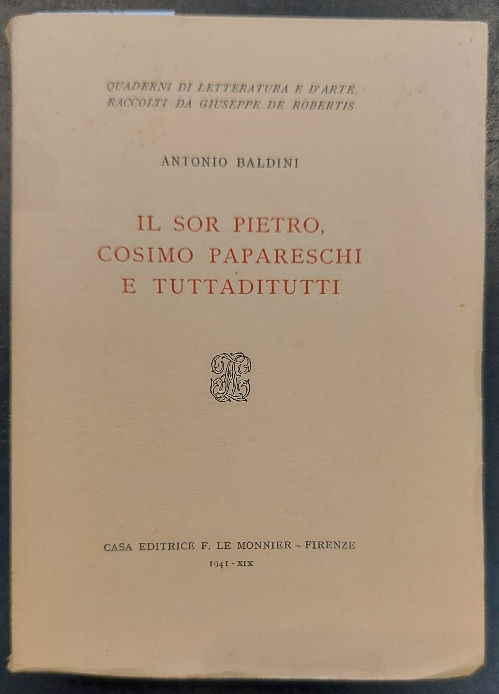 QUADERNI DI LETTERATURA E D'ARTE
RACCOLTI DA GIUSEPPE DE ROBERTIS
ANTONIO BALDINI
IL SOR PIETRO,
COSIMO PAPARESCHI
E TUTTADITUTTI
CASA EDITRICE F. LE MONNIER – FIRENZE
1941 - XIX